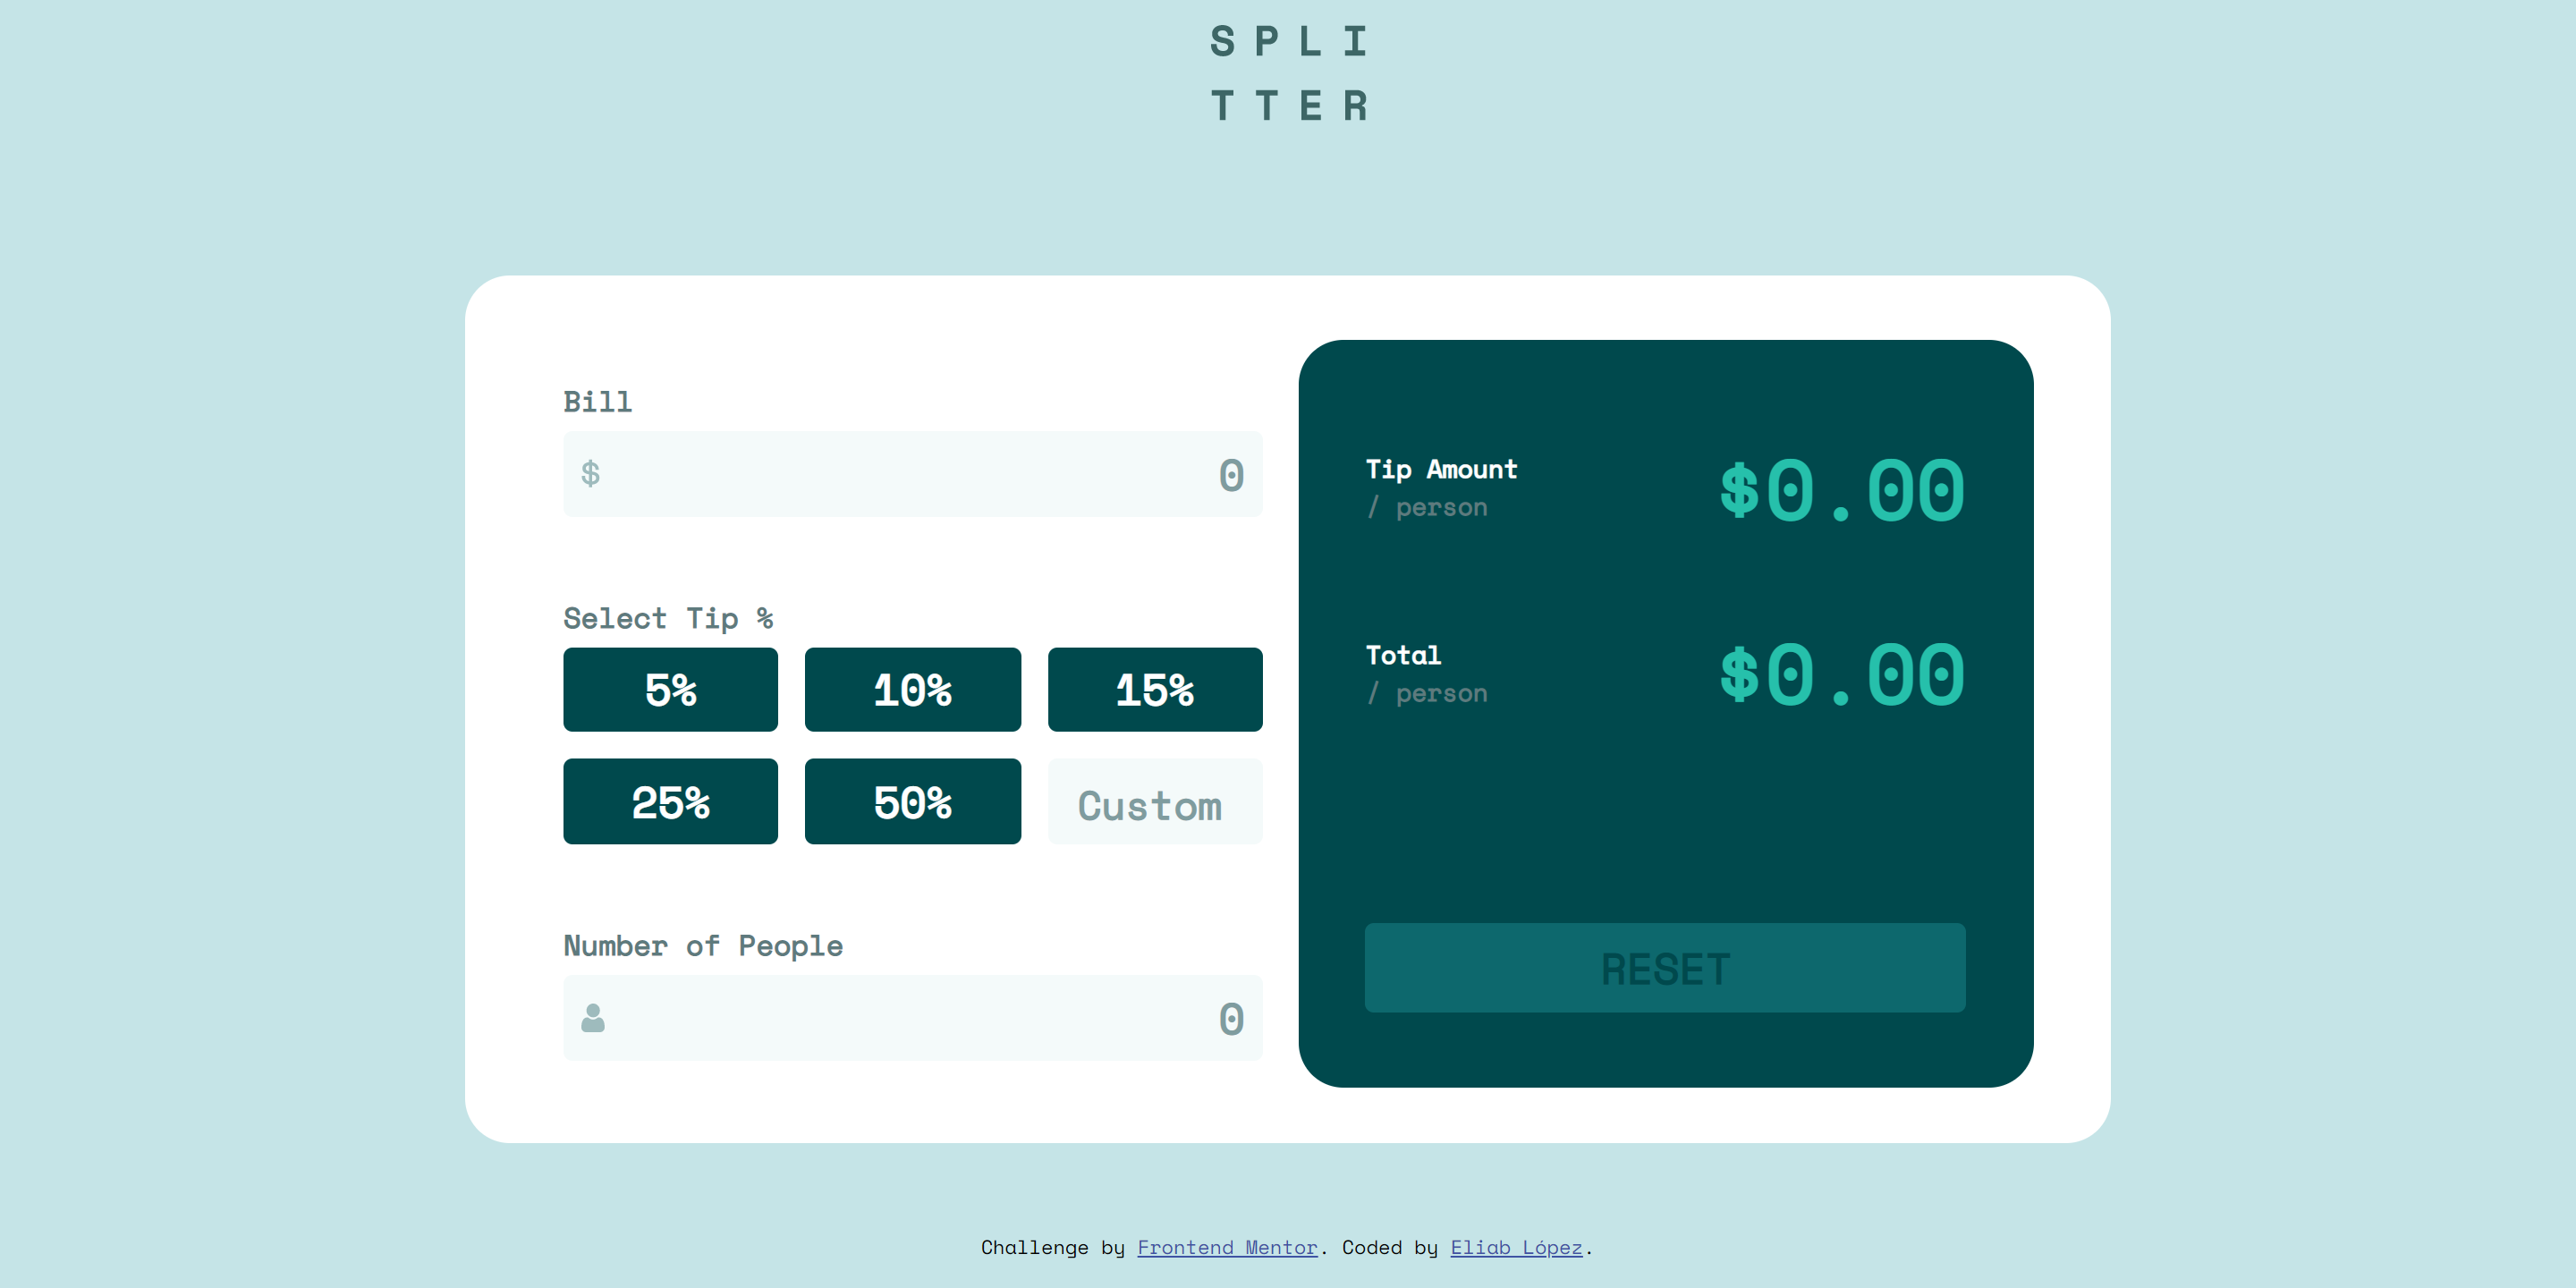 SPLI
TTER
Bill
$ 0
Select Tip %
5% 10% 15%
25% 50% Custom
Number of People
0
Tip Amount
/ person
$0.00
Total
/ person
$0.00
RESET
Challenge by Frontend Mentor. Coded by Eliab López.